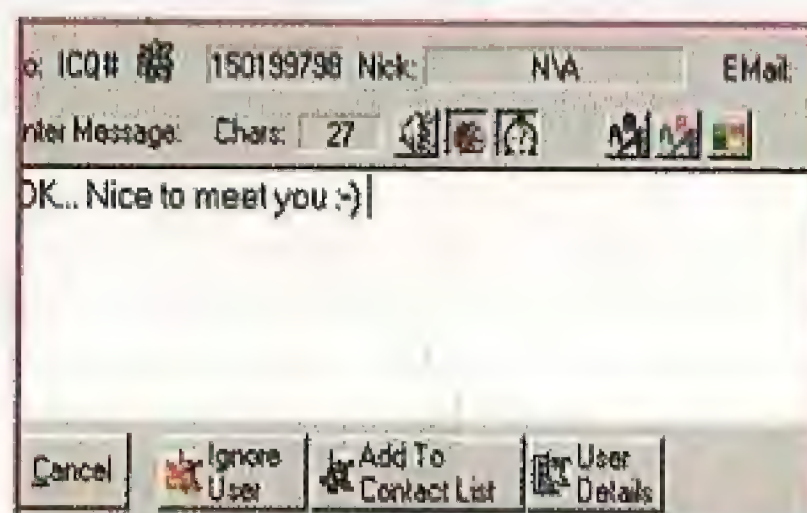 o: ICQ# 150199798 Nick: N\A EMail:
nter Message: Chars: 27
OK... Nice to meet you :-)
Cancel Ignore User Add To Contact List User Details